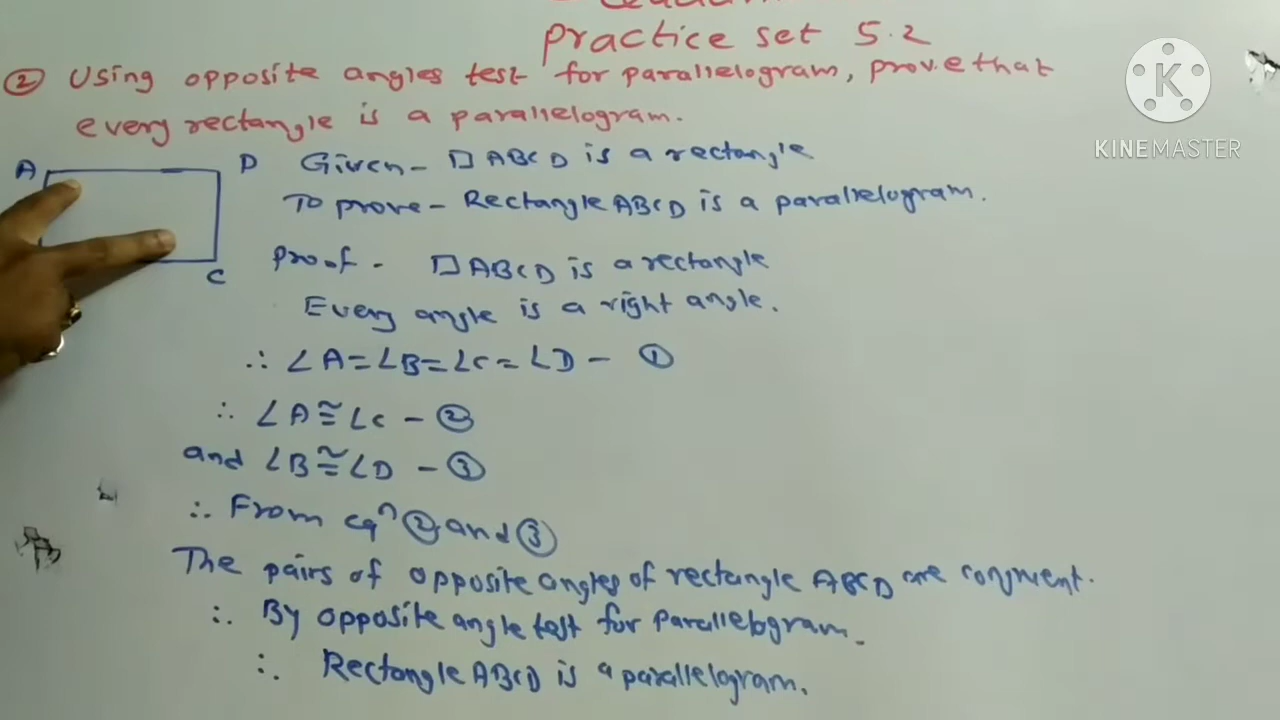 Practice set 5.2
② Using opposite angles test for parallelogram, prove that
every rectangle is a parallelogram.
KINEMASTER
A D Given- □ ABCD is a rectangle
To prove- Rectangle ABCD is a parallelogram.
C Proof- □ ABCD is a rectangle
Every angle is a right angle.
∴ ∠A=∠B=∠C=∠D- ①
∴ ∠A≅∠C-②
and ∠B≅∠D-③
∴ From eqⁿ ② and ③
The pairs of opposite angles of rectangle ABCD are congruent.
∴ By opposite angle test for parallelogram.
∴ Rectangle ABCD is a parallelogram.